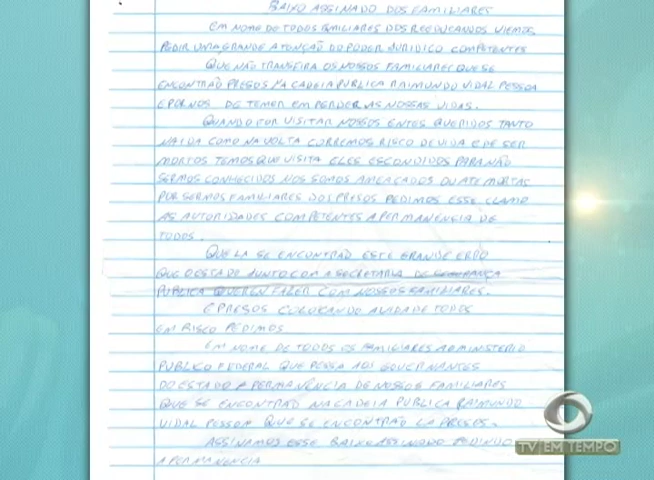 BAIXO ASSINADO DOS FAMILIARES
EM NOME DE TODOS FAMILIARES DOS REEDUCANDOS VIEMOS
PEDIR UMA GRANDE ATENÇÃO DO PODER JURIDICO COMPETENTES
QUE NÃO TRANSFIRA OS NOSSOS FAMILIARES QUE SE
ENCONTRÃO PRESOS NA CADEIA PUBLICA RAIMUNDO VIDAL PESSOA
E POR NOS DE TEMER EM PERDER AS NOSSAS VIDAS.
QUANDO POR VISITAR NOSSOS ENTES QUERIDOS TANTO
NA IDA COMO NA VOLTA CORREMOS RISCO DE VIDA E DE SER
MORTOS TEMOS QUE VISITA ELES ESCONDIDOS PARA NÃO
SERMOS CONHECIDOS NOS SOMOS AMEAÇADOS OU ATE MORTAS
POR SERMOS FAMILIARES DOS PRESOS PEDIMOS ESSE CLAMO
AS AUTORIDADES COMPETENTES A PERMANENCIA DE
TODOS.
QUE LA SE ENCONTRÃO ESTE GRANDE ERRO
QUE O ESTADO JUNTO COM A SECRETARIA DE SEGURANÇA
PUBLICA QUEREM FAZER COM NOSSOS FAMILIARES.
E PRESOS COLOCANDO A VIDA DE TODOS
EM RISCO PEDIMOS
EM NOME DE TODOS OS FAMILIARES AO MINISTERIO
PUBLICO FEDERAL QUE PESSA AOS GOVERNANTES
DO ESTADO A PERMANÊNCIA DE NOSSOS FAMILIARES
QUE SE ENCONTRÃO NA CADEIA PUBLICA RAIMUNDO
VIDAL PESSOA QUE SE ENCONTRÃO LA PRESOS.
ASSINAMOS ESSE BAIXO ASSINADO PEDINDO
A PERMANENCIA
TV EM TEMPO